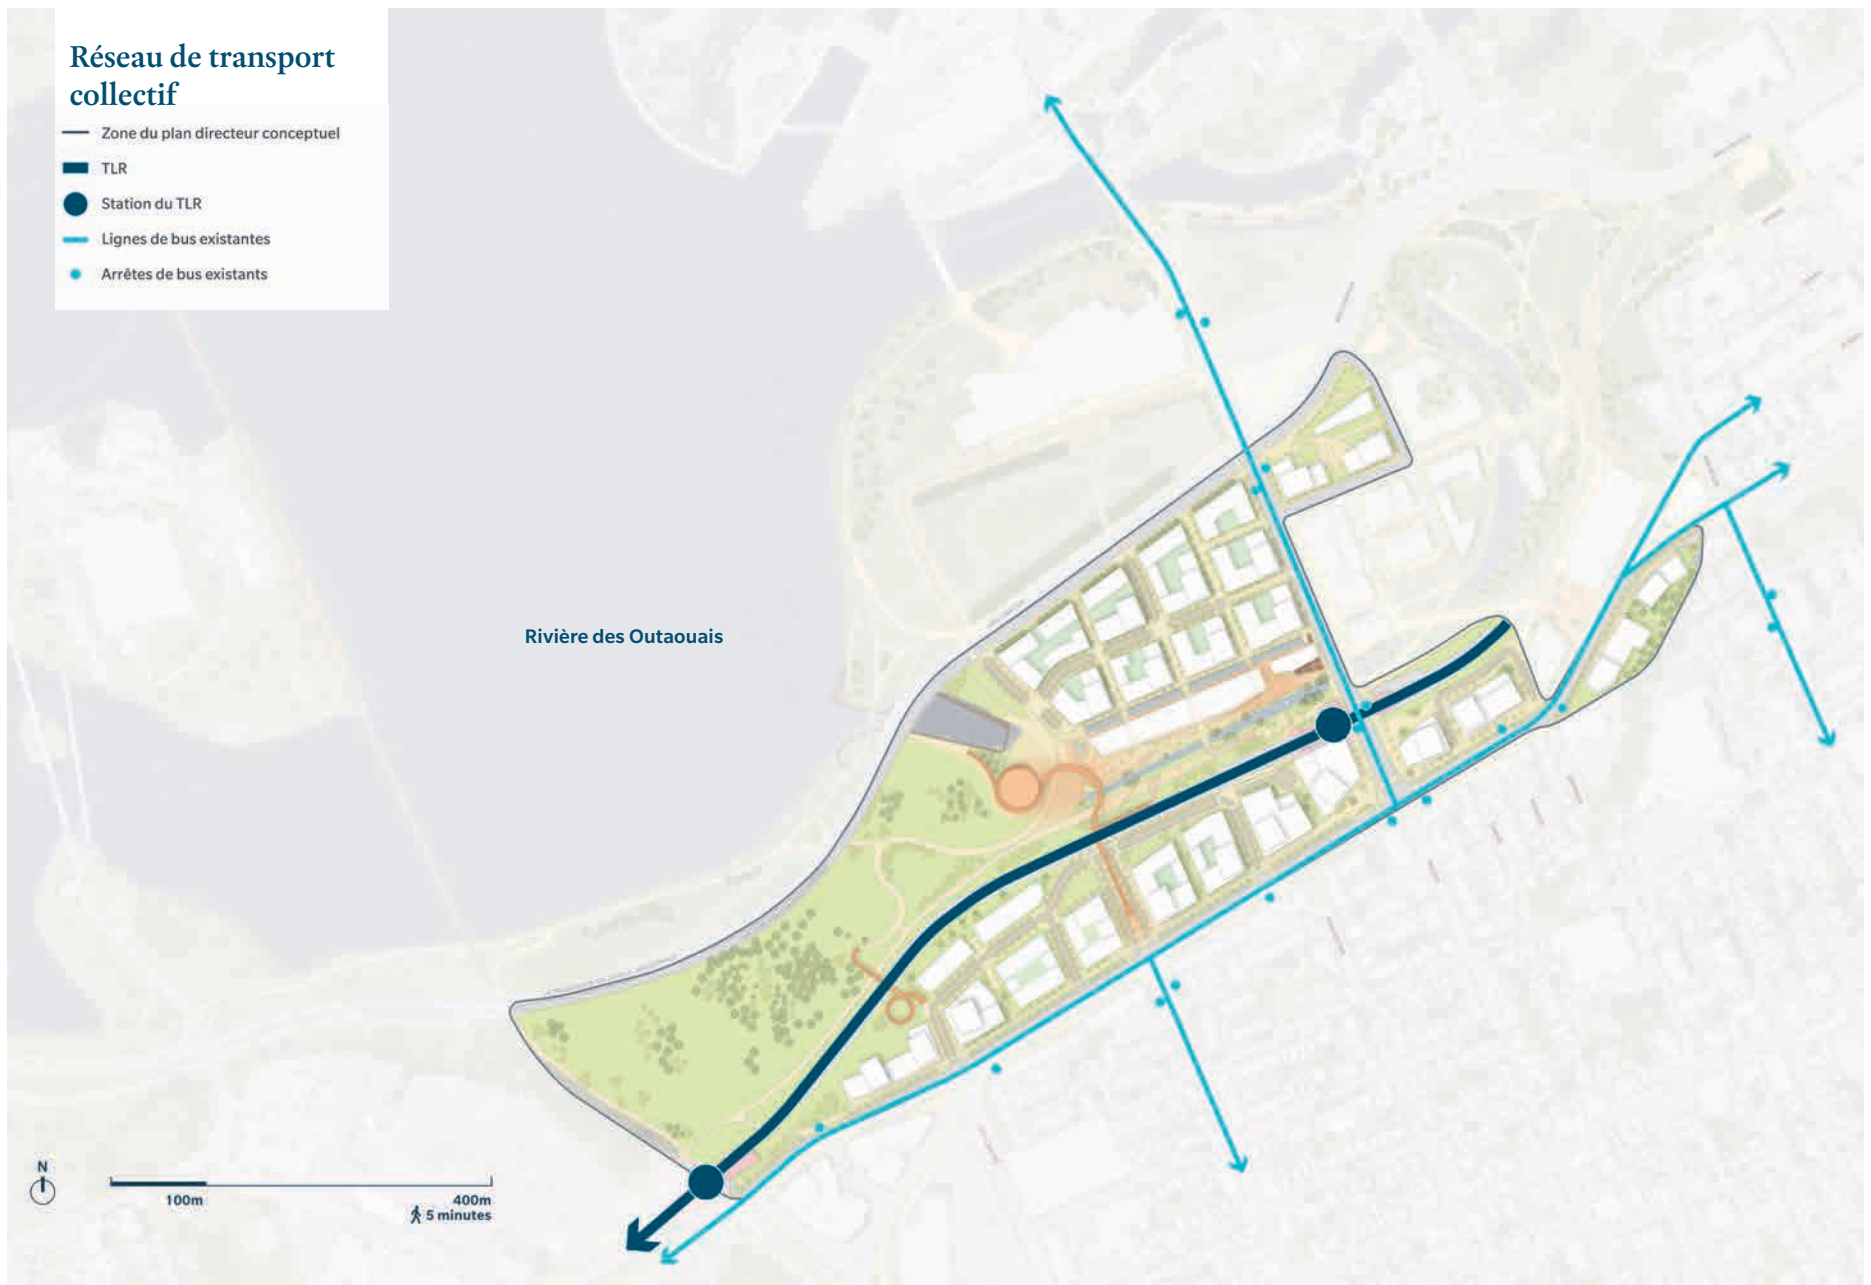 Réseau de transport
collectif
Zone du plan directeur conceptuel
TLR
Station du TLR
Lignes de bus existantes
Arrêtes de bus existants
Rivière des Outaouais
N
100m
400m
5 minutes